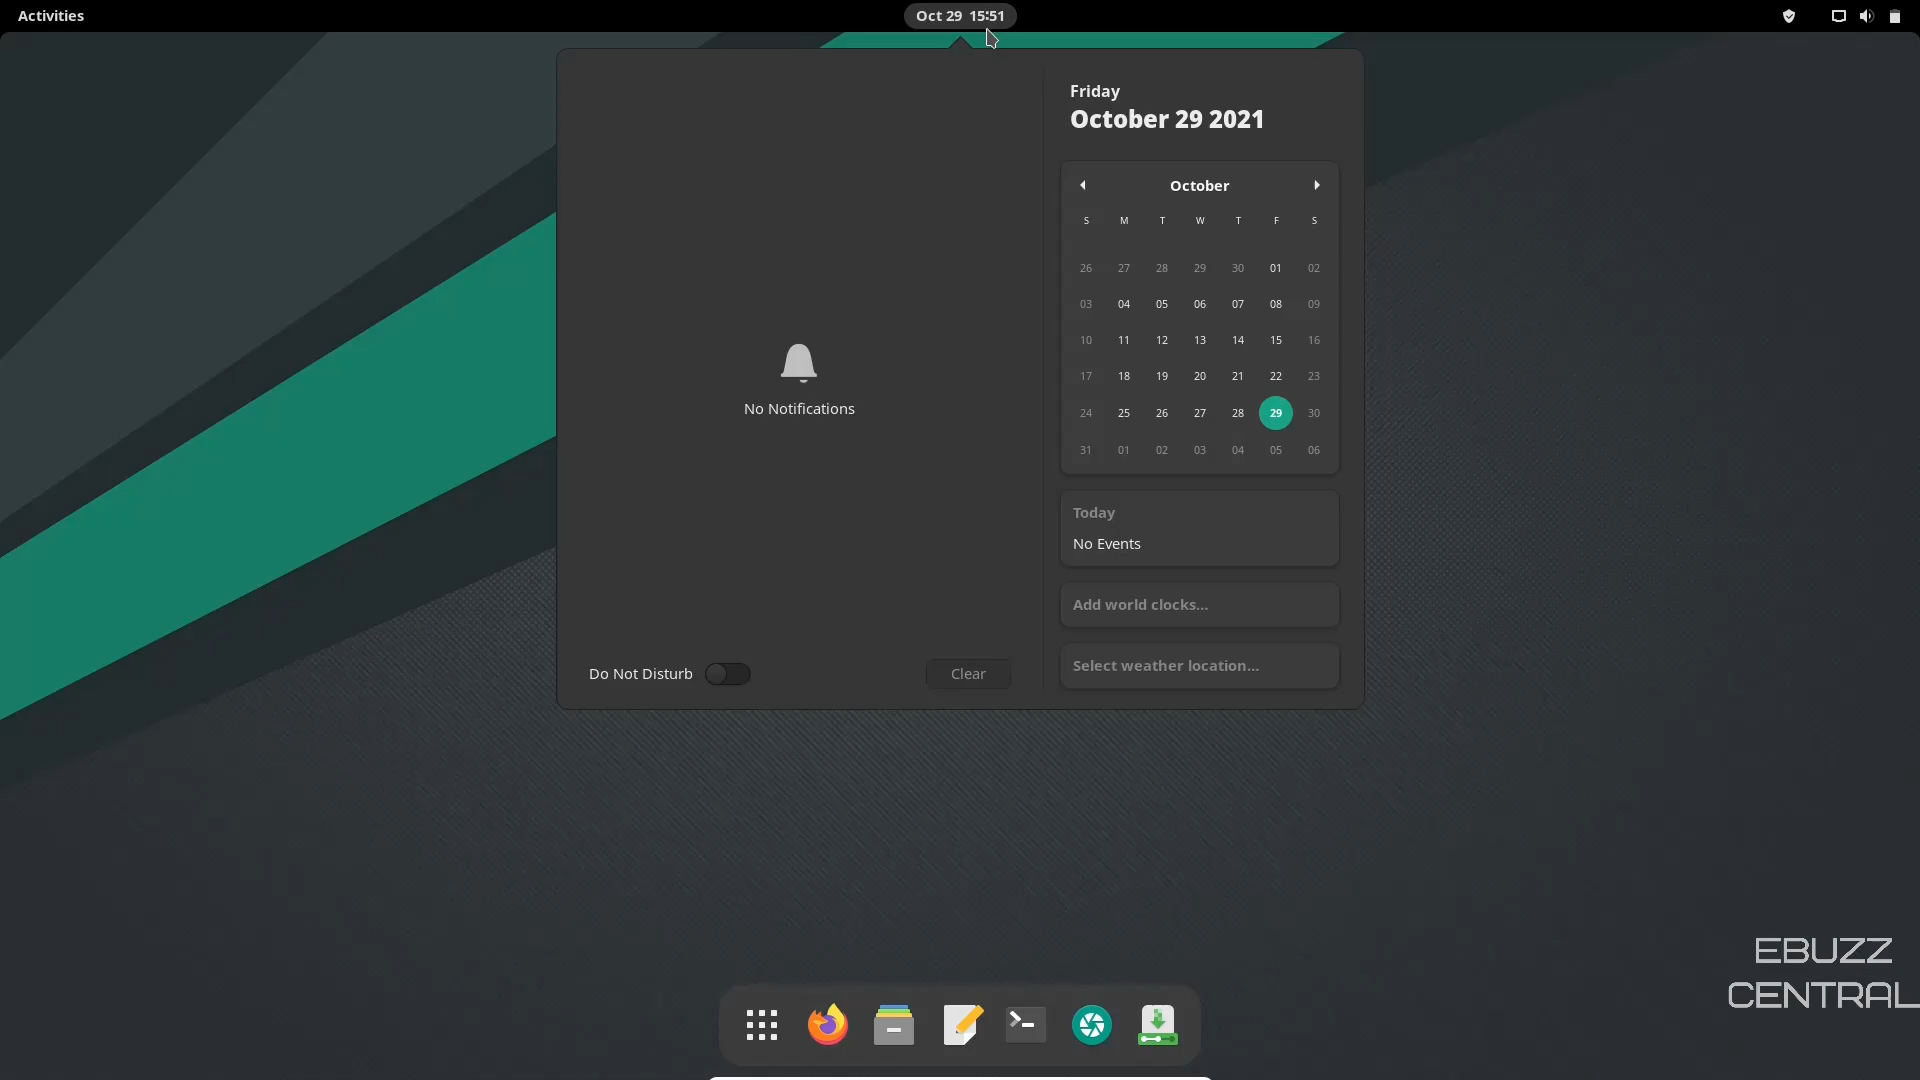 Activities
Oct 29 15:51
Friday
October 29 2021
October
S M T W T F S
26 27 28 29 30 01 02
03 04 05 06 07 08 09
10 11 12 13 14 15 16
17 18 19 20 21 22 23
24 25 26 27 28 29 30
31 01 02 03 04 05 06
No Notifications
Today
No Events
Add world clocks...
Select weather location...
Do Not Disturb
Clear
EBUZZ
CENTRAL